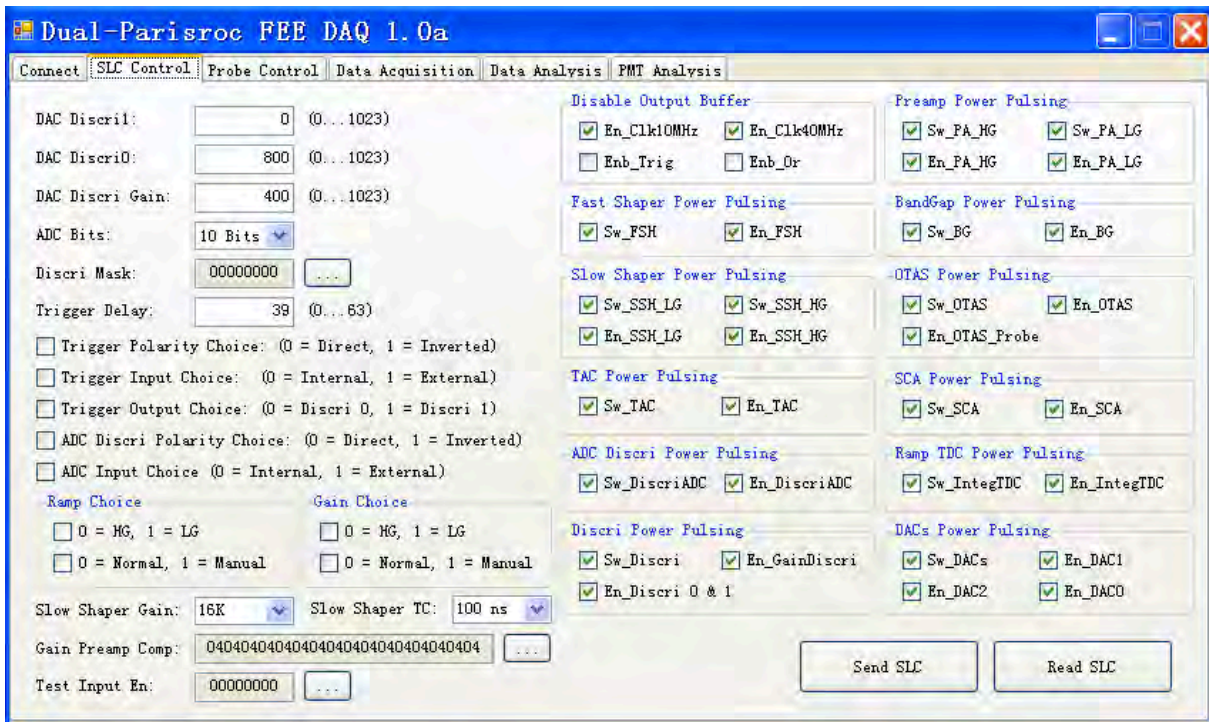 Dual-Parisroc FEE DAQ 1.0a
Connect SLC Control Probe Control Data Acquisition Data Analysis PMT Analysis
DAC Discri1: 0 (0...1023)
DAC Discri0: 800 (0...1023)
DAC Discri Gain: 400 (0...1023)
ADC Bits: 10 Bits
Discri Mask: 00000000 ...
Trigger Delay: 39 (0...63)
Trigger Polarity Choice: (0 = Direct, 1 = Inverted)
Trigger Input Choice: (0 = Internal, 1 = External)
Trigger Output Choice: (0 = Discri 0, 1 = Discri 1)
ADC Discri Polarity Choice: (0 = Direct, 1 = Inverted)
ADC Input Choice (0 = Internal, 1 = External)
Ramp Choice
0 = HG, 1 = LG
0 = Normal, 1 = Manual
Gain Choice
0 = HG, 1 = LG
0 = Normal, 1 = Manual
Slow Shaper Gain: 16K Slow Shaper TC: 100 ns
Gain Preamp Comp: 04040404040404040404040404040404 ...
Test Input En: 00000000 ...
Disable Output Buffer
En_Clk10MHz En_Clk40MHz
Enb_Trig Enb_Or
Fast Shaper Power Pulsing
Sw_FSH En_FSH
Slow Shaper Power Pulsing
Sw_SSH_LG Sw_SSH_HG
En_SSH_LG En_SSH_HG
TAC Power Pulsing
Sw_TAC En_TAC
ADC Discri Power Pulsing
Sw_DiscriADC En_DiscriADC
Discri Power Pulsing
Sw_Discri En_GainDiscri
En_Discri 0 & 1
Preamp Power Pulsing
Sw_PA_HG Sw_PA_LG
En_PA_HG En_PA_LG
BandGap Power Pulsing
Sw_BG En_BG
OTAS Power Pulsing
Sw_OTAS En_OTAS
En_OTAS_Probe
SCA Power Pulsing
Sw_SCA En_SCA
Ramp TDC Power Pulsing
Sw_IntegTDC En_IntegTDC
DACs Power Pulsing
Sw_DACs En_DAC1
En_DAC2 En_DAC0
Send SLC Read SLC